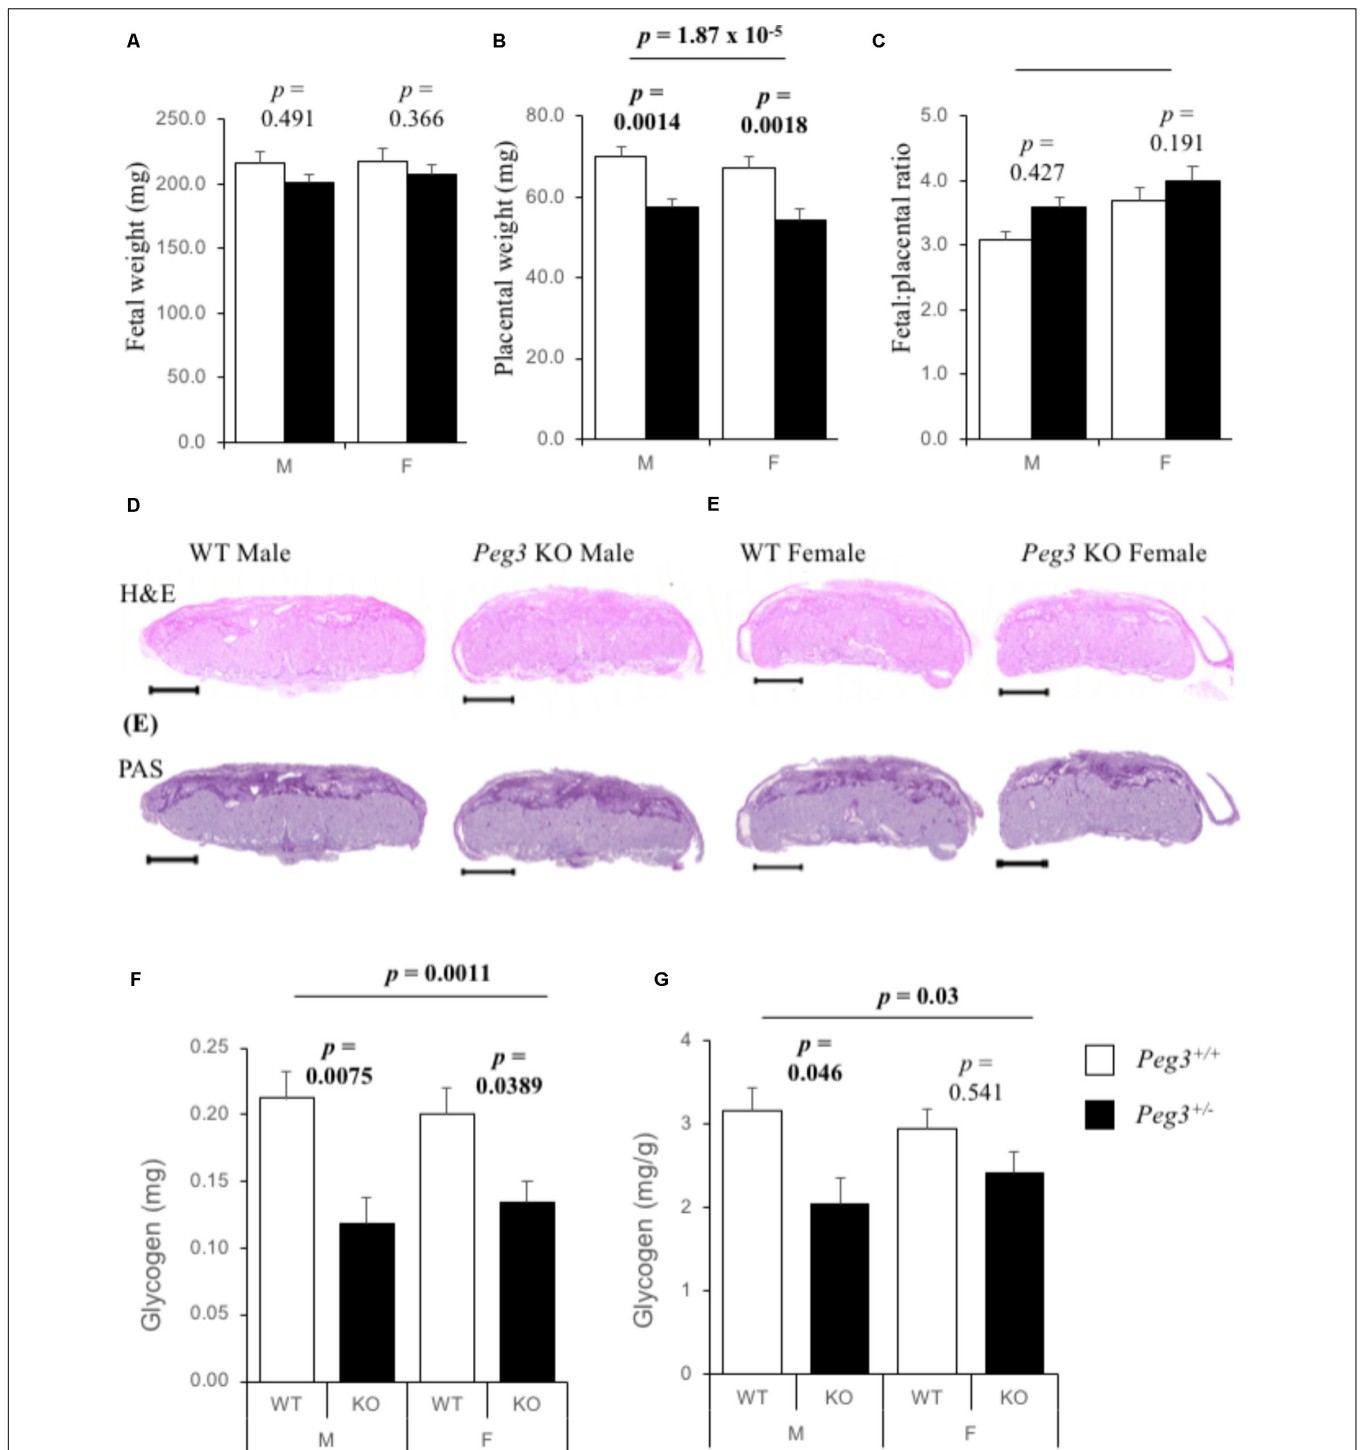 A
B
C
p = 1.87 x 10-5
p =
0.491
p =
0.366
p =
0.0014
p =
0.0018
p =
0.427
p =
0.191
Fetal weight (mg)
250.0
200.0
150.0
100.0
50.0
0.0
M
F
Placental weight (mg)
80.0
60.0
40.0
20.0
0.0
M
F
Fetal:placental ratio
5.0
4.0
3.0
2.0
1.0
0.0
M
F
D
E
WT Male
Peg3 KO Male
WT Female
Peg3 KO Female
H&E
(E)
PAS
F
p = 0.0011
p =
0.0075
p =
0.0389
Glycogen (mg)
0.25
0.20
0.15
0.10
0.05
0.00
WT
KO
WT
KO
M
F
G
p = 0.03
p =
0.046
p =
0.541
Glycogen (mg/g)
4
3
2
1
0
WT
KO
WT
KO
M
F
Peg3+/+
Peg3+/-